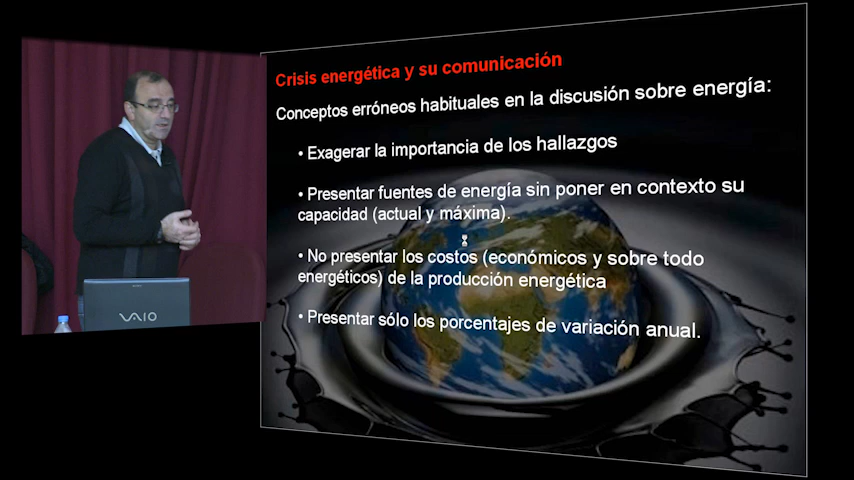 Crisis energética y su comunicación
Conceptos erróneos habituales en la discusión sobre energía:
• Exagerar la importancia de los hallazgos
• Presentar fuentes de energía sin poner en contexto su
capacidad (actual y máxima).
• No presentar los costos (económicos y sobre todo
energéticos) de la producción energética
• Presentar sólo los porcentajes de variación anual.
VAIO